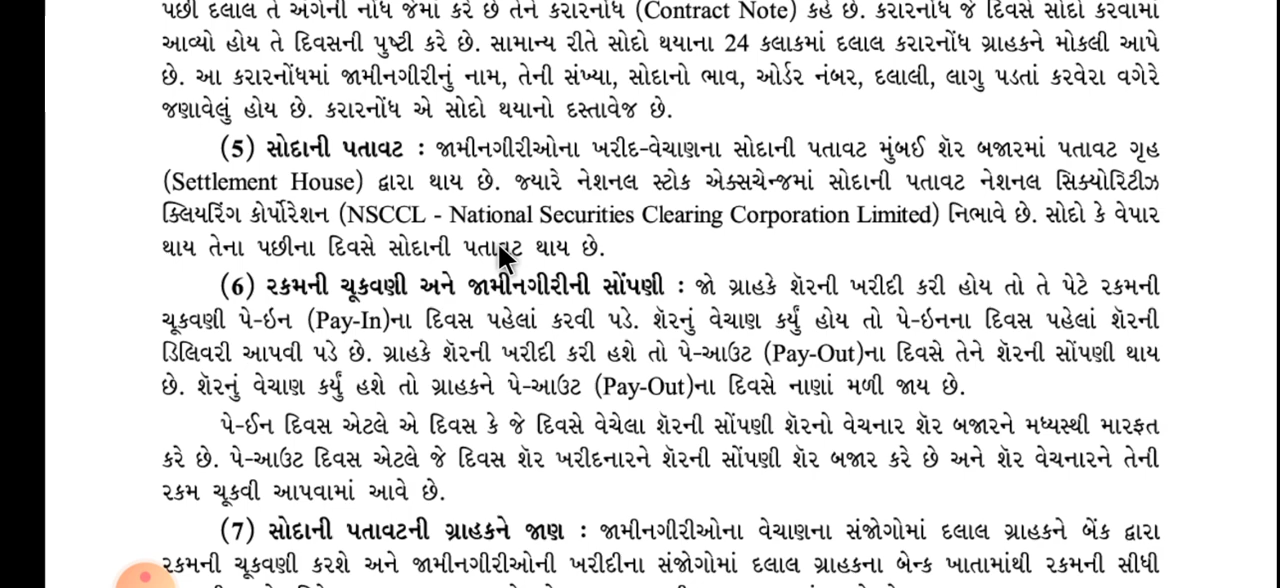 પછી દલાલ તે અંગેની નોંધ જેમાં કરે છે તેને કરારનોંધ (Contract Note) કહે છે. કરારનોંધ જે દિવસે સોદો કરવામાં
આવ્યો હોય તે દિવસની પુષ્ટી કરે છે. સામાન્ય રીતે સોદો થયાના 24 કલાકમાં દલાલ કરારનોંધ ગ્રાહકને મોકલી આપે
છે. આ કરારનોંધમાં જામીનગીરીનું નામ, તેની સંખ્યા, સોદાનો ભાવ, ઓર્ડર નંબર, દલાલી, લાગુ પડતાં કરવેરા વગેરે
જણાવેલું હોય છે. કરારનોંધ એ સોદો થયાનો દસ્તાવેજ છે.
(5) સોદાની પતાવટ : જામીનગીરીઓના ખરીદ-વેચાણના સોદાની પતાવટ મુંબઈ શૅર બજારમાં પતાવટ ગૃહ
(Settlement House) દ્વારા થાય છે. જ્યારે નેશનલ સ્ટોક એક્સચેન્જમાં સોદાની પતાવટ નેશનલ સિક્યોરિટીઝ
ક્લિયરિંગ કોર્પોરેશન (NSCCL - National Securities Clearing Corporation Limited) નિભાવે છે. સોદો કે વેપાર
થાય તેના પછીના દિવસે સોદાની પતાવટ થાય છે.
(6) રકમની ચૂકવણી અને જામીનગીરીની સોંપણી : જો ગ્રાહકે શૅરની ખરીદી કરી હોય તો તે પેટે રકમની
ચૂકવણી પે-ઇન (Pay-In)ના દિવસ પહેલાં કરવી પડે. શૅરનું વેચાણ કર્યું હોય તો પે-ઇનના દિવસ પહેલાં શૅરની
ડિલિવરી આપવી પડે છે. ગ્રાહકે શૅરની ખરીદી કરી હશે તો પે-આઉટ (Pay-Out)ના દિવસે તેને શૅરની સોંપણી થાય
છે. શૅરનું વેચાણ કર્યું હશે તો ગ્રાહકને પે-આઉટ (Pay-Out)ના દિવસે નાણાં મળી જાય છે.
પે-ઈન દિવસ એટલે એ દિવસ કે જે દિવસે વેચેલા શૅરની સોંપણી શૅરનો વેચનાર શૅર બજારને મધ્યસ્થી મારફત
કરે છે. પે-આઉટ દિવસ એટલે જે દિવસ શૅર ખરીદનારને શૅરની સોંપણી શૅર બજાર કરે છે અને શૅર વેચનારને તેની
રકમ ચૂકવી આપવામાં આવે છે.
(7) સોદાની પતાવટની ગ્રાહકને જાણ : જામીનગીરીઓના વેચાણના સંજોગોમાં દલાલ ગ્રાહકને બેંક દ્વારા
રકમની ચૂકવણી કરશે અને જામીનગીરીઓની ખરીદીના સંજોગોમાં દલાલ ગ્રાહકના બેન્ક ખાતામાંથી રકમની સીધી